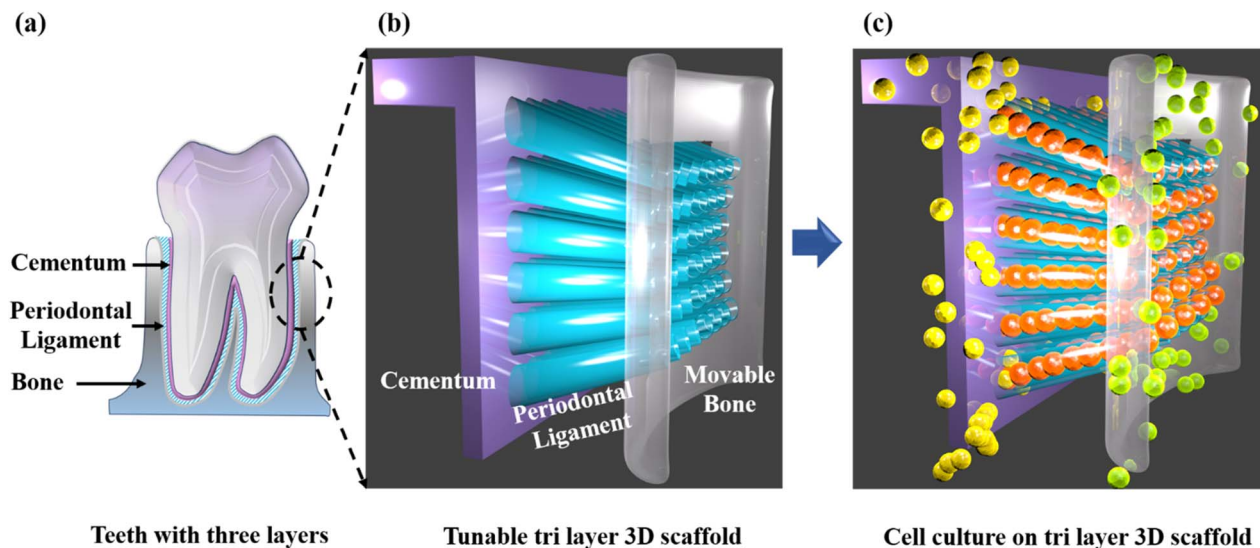 (a)
Cementum
Periodontal
Ligament
Bone
Teeth with three layers
(b)
Cementum
Periodontal
Ligament
Movable
Bone
Tunable tri layer 3D scaffold
(c)
Cell culture on tri layer 3D scaffold